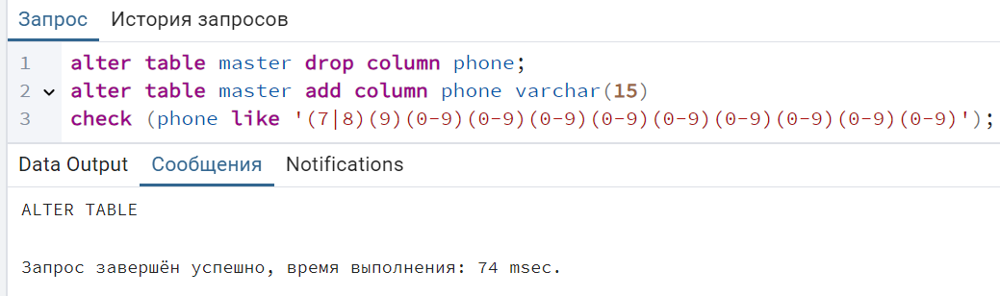 Запрос История запросов
1 alter table master drop column phone;
2 alter table master add column phone varchar(15)
3 check (phone like '(7|8)(9)(0-9)(0-9)(0-9)(0-9)(0-9)(0-9)(0-9)(0-9)(0-9)');
Data Output Сообщения Notifications
ALTER TABLE
Запрос завершён успешно, время выполнения: 74 msec.